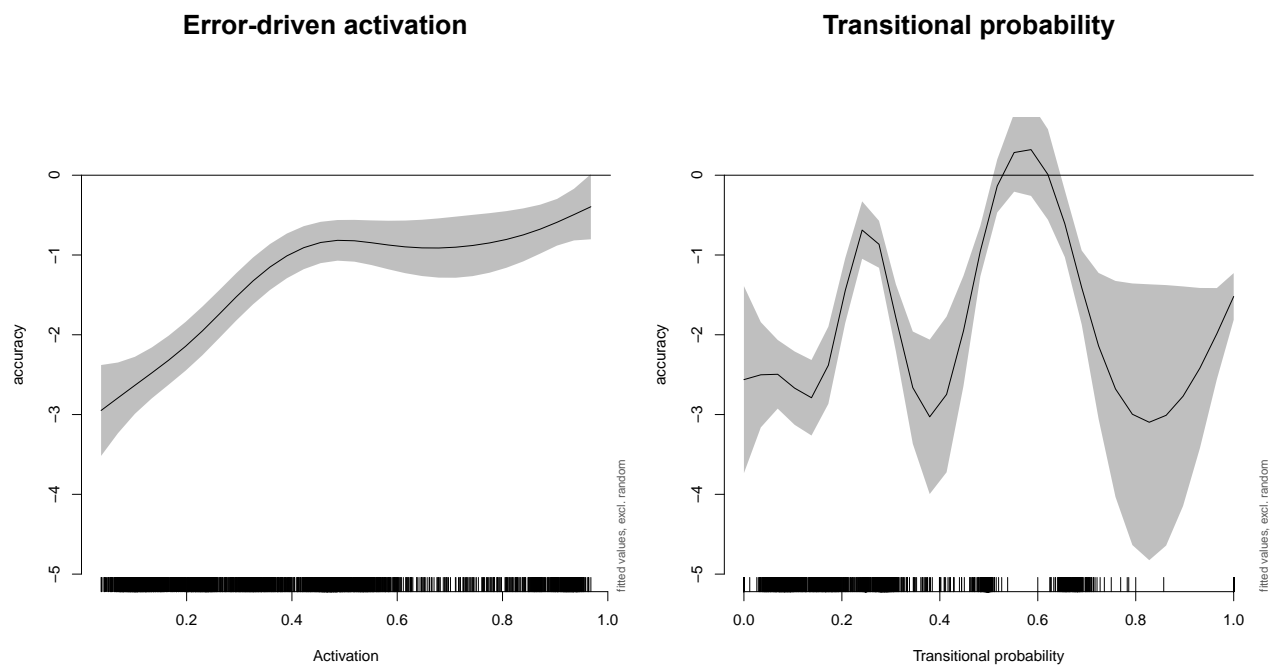 Error-driven activation
0
-1
-2
-3
-4
-5
accuracy
0.2 0.4 0.6 0.8 1.0
Activation
fitted values, excl. random
Transitional probability
0
-1
-2
-3
-4
-5
accuracy
0.0 0.2 0.4 0.6 0.8 1.0
Transitional probability
fitted values, excl. random